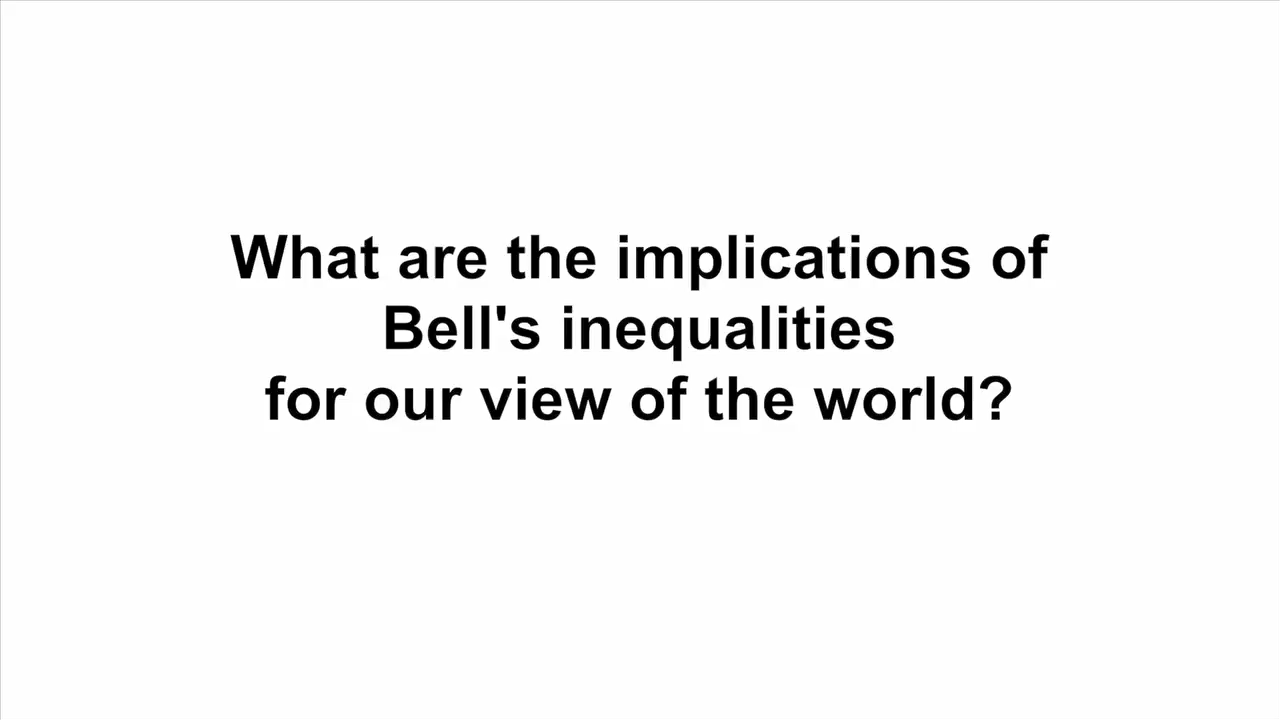 What are the implications of
Bell's inequalities
for our view of the world?